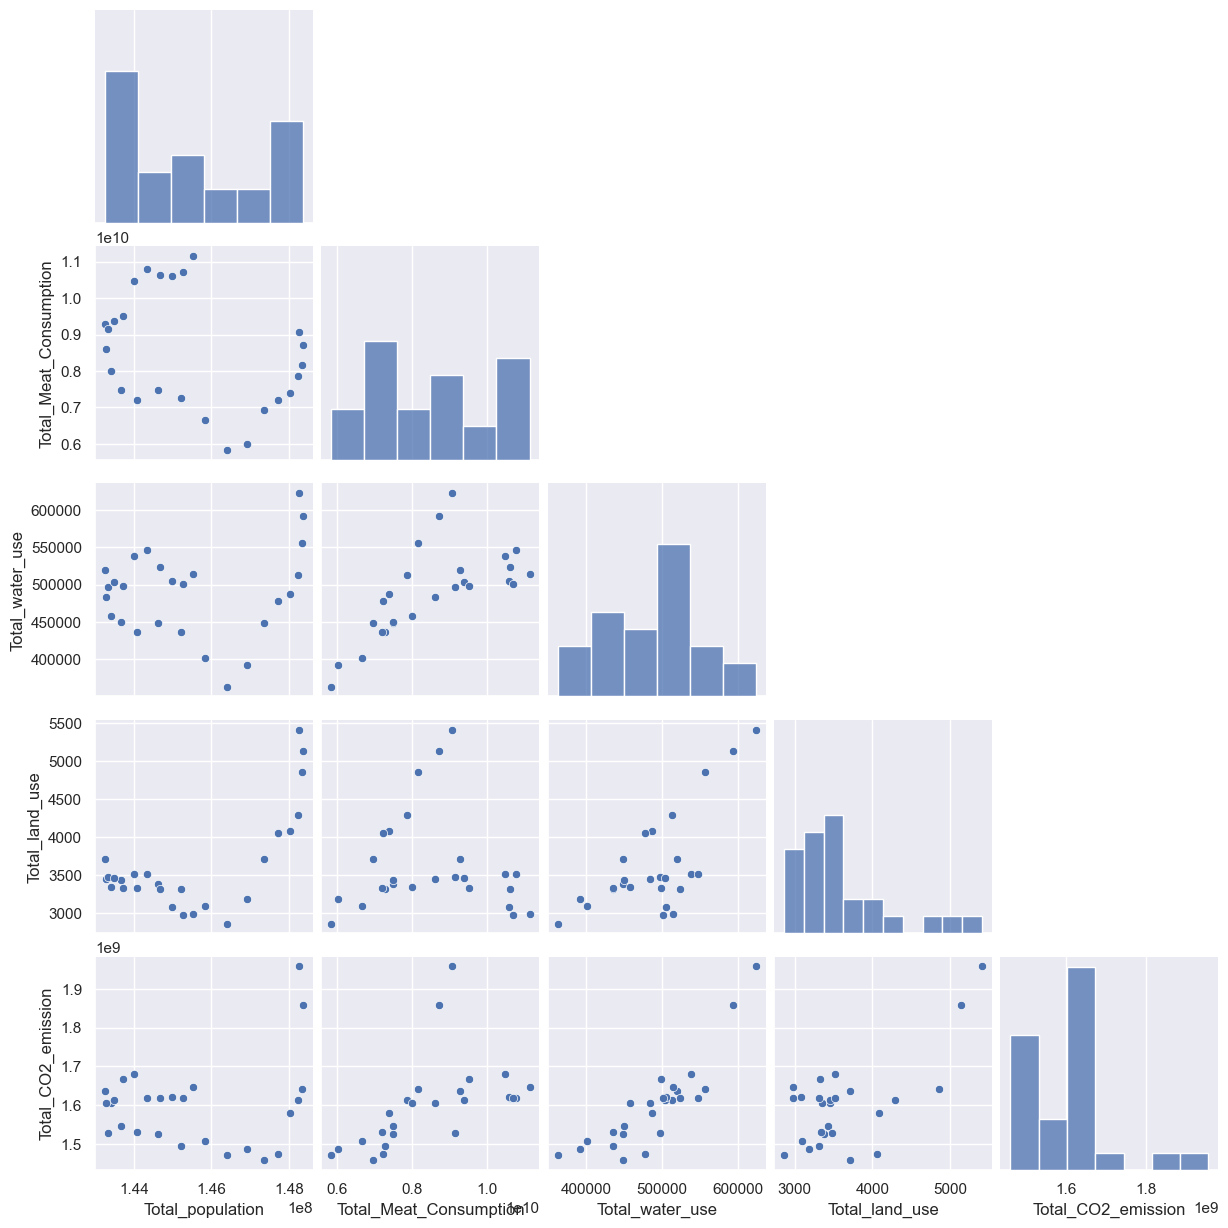 1e10
Total_Meat_Consumption
1.1
1.0
0.9
0.8
0.7
0.6
Total_water_use
600000
550000
500000
450000
400000
Total_land_use
5500
5000
4500
4000
3500
3000
1e9
Total_CO2_emission
1.9
1.8
1.7
1.6
1.5
1.44 1.46 1.48 0.6 0.8 1.0 400000 500000 600000 3000 4000 5000 1.6 1.8
1e8 1e10 1e9
Total_population Total_Meat_Consumption Total_water_use Total_land_use Total_CO2_emission